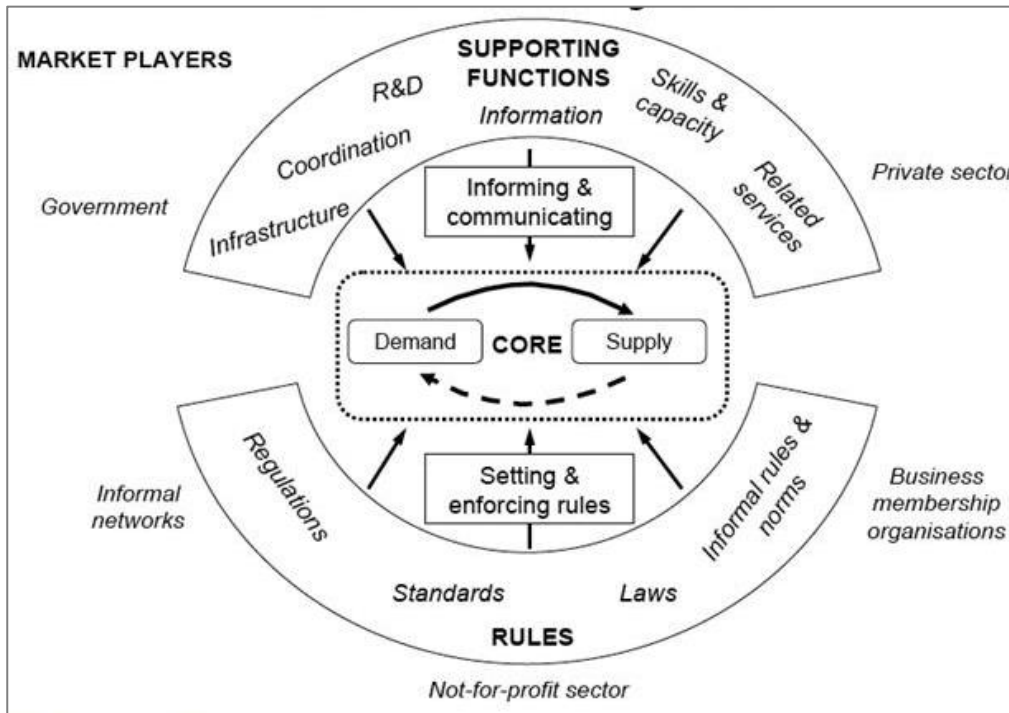 MARKET PLAYERS
SUPPORTING
FUNCTIONS
R&D
Information
Skills &
capacity
Coordination
Infrastructure
Related
services
Government
Private sector
Informing &
communicating
Demand
CORE
Supply
Setting &
enforcing rules
Regulations
Informal rules &
norms
Informal
networks
Business
membership
organisations
Standards
Laws
RULES
Not-for-profit sector